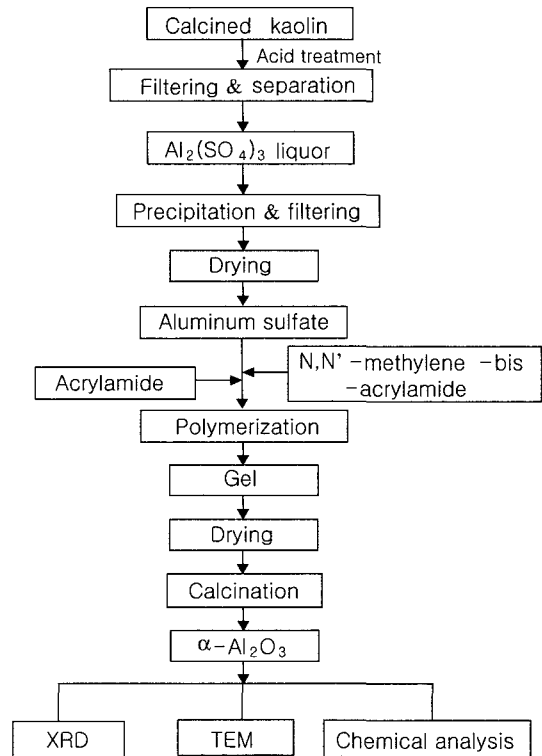 Calcined kaolin
Acid treatment
Filtering & separation
Al₂(SO₄)₃ liquor
Precipitation & filtering
Drying
Aluminum sulfate
Acrylamide
N,N' -methylene -bis
-acrylamide
Polymerization
Gel
Drying
Calcination
α-Al₂O₃
XRD
TEM
Chemical analysis